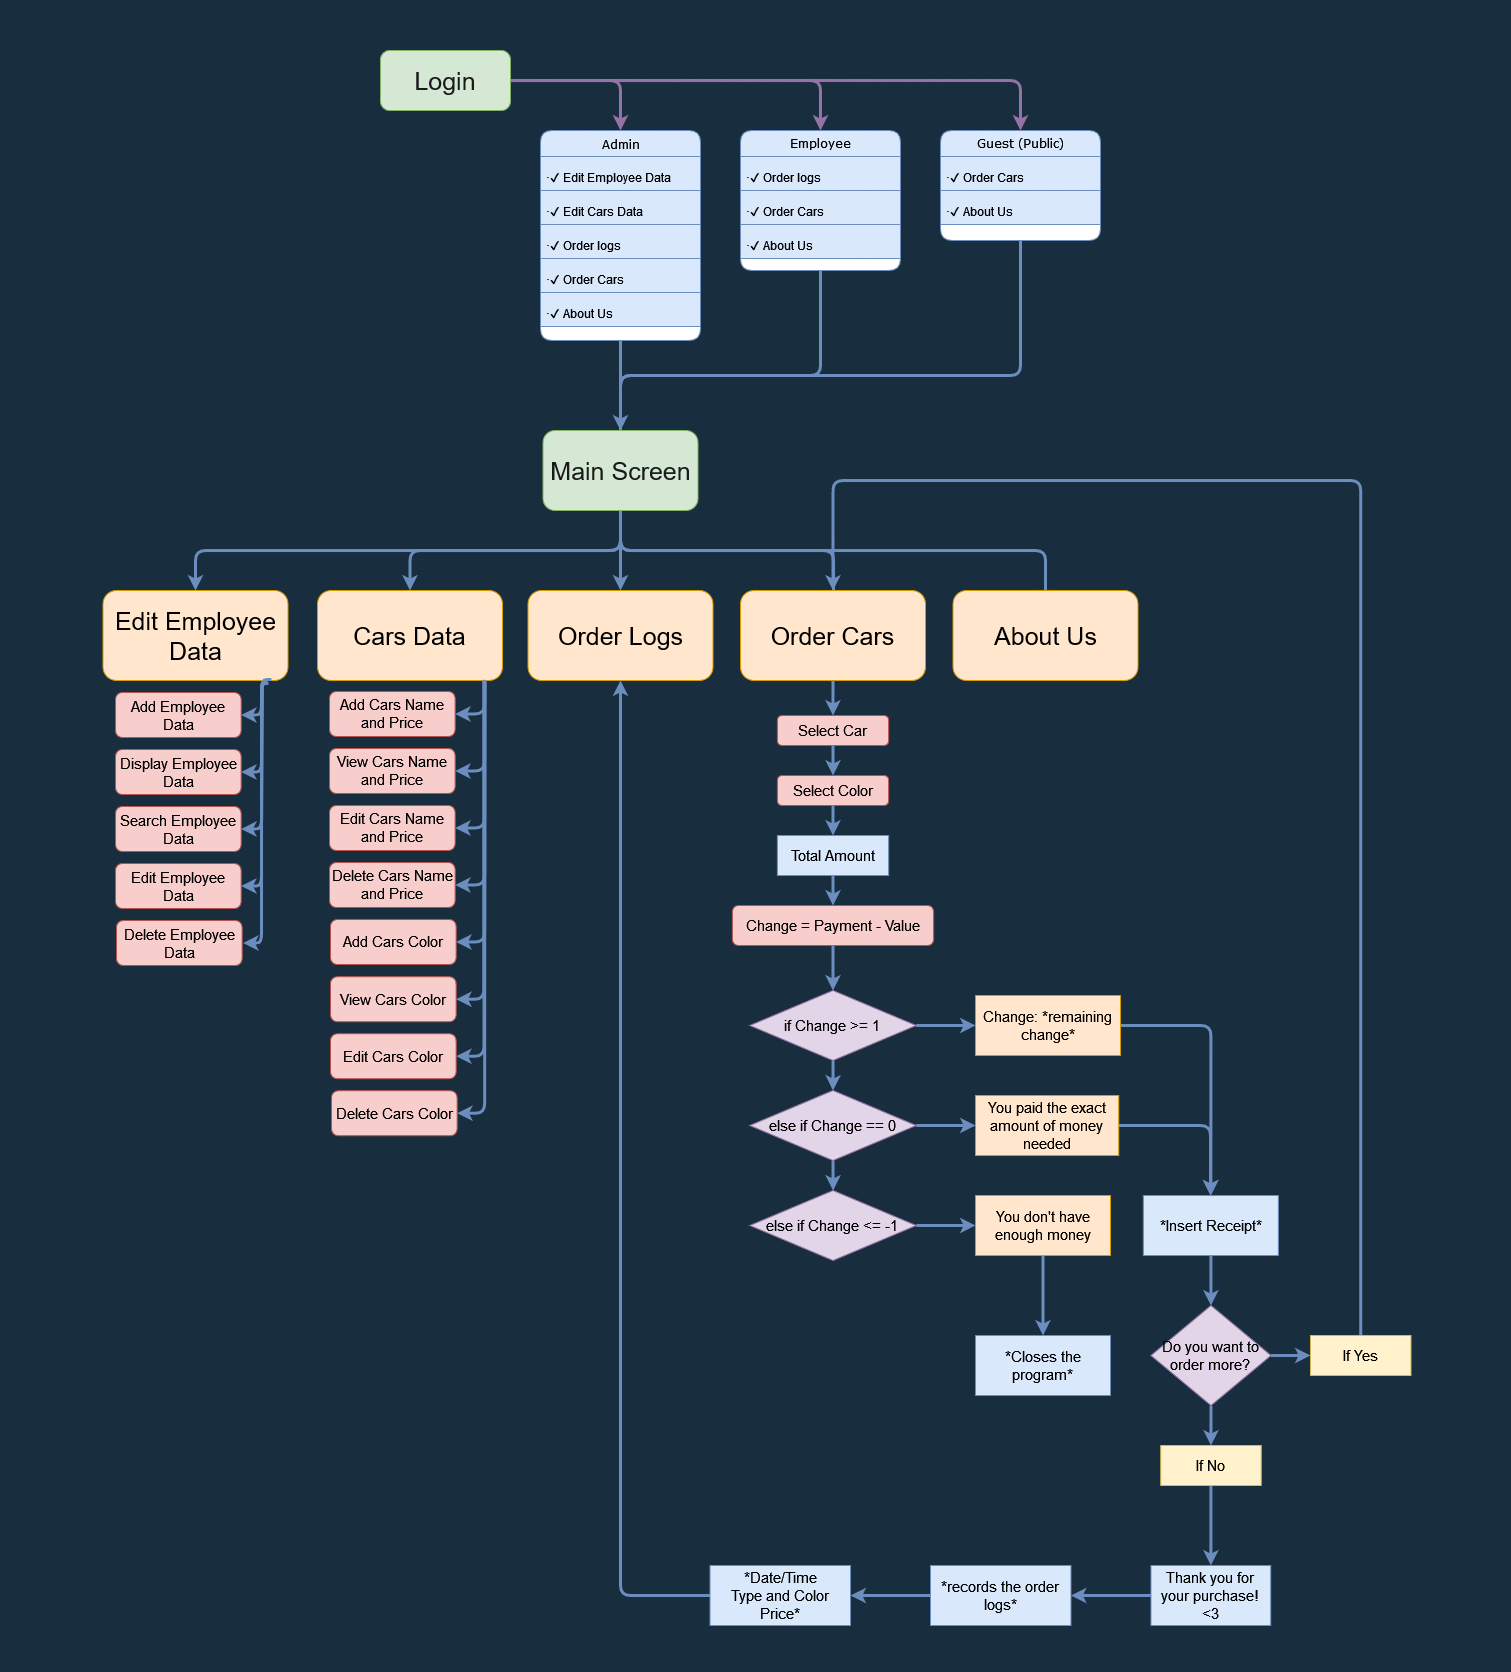 Login
Admin
·✓ Edit Employee Data
·✓ Edit Cars Data
·✓ Order logs
·✓ Order Cars
·✓ About Us
Employee
·✓ Order logs
·✓ Order Cars
·✓ About Us
Guest (Public)
·✓ Order Cars
·✓ About Us
Main Screen
Edit Employee
Data
Cars Data
Order Logs
Order Cars
About Us
Add Employee
Data
Display Employee
Data
Search Employee
Data
Edit Employee
Data
Delete Employee
Data
Add Cars Name
and Price
View Cars Name
and Price
Edit Cars Name
and Price
Delete Cars Name
and Price
Add Cars Color
View Cars Color
Edit Cars Color
Delete Cars Color
Select Car
Select Color
Total Amount
Change = Payment - Value
if Change >= 1
Change: *remaining
change*
else if Change == 0
You paid the exact
amount of money
needed
else if Change <= -1
You don't have
enough money
*Insert Receipt*
*Closes the
program*
Do you want to
order more?
If Yes
If No
Thank you for
your purchase!
<3
*records the order
logs*
*Date/Time
Type and Color
Price*